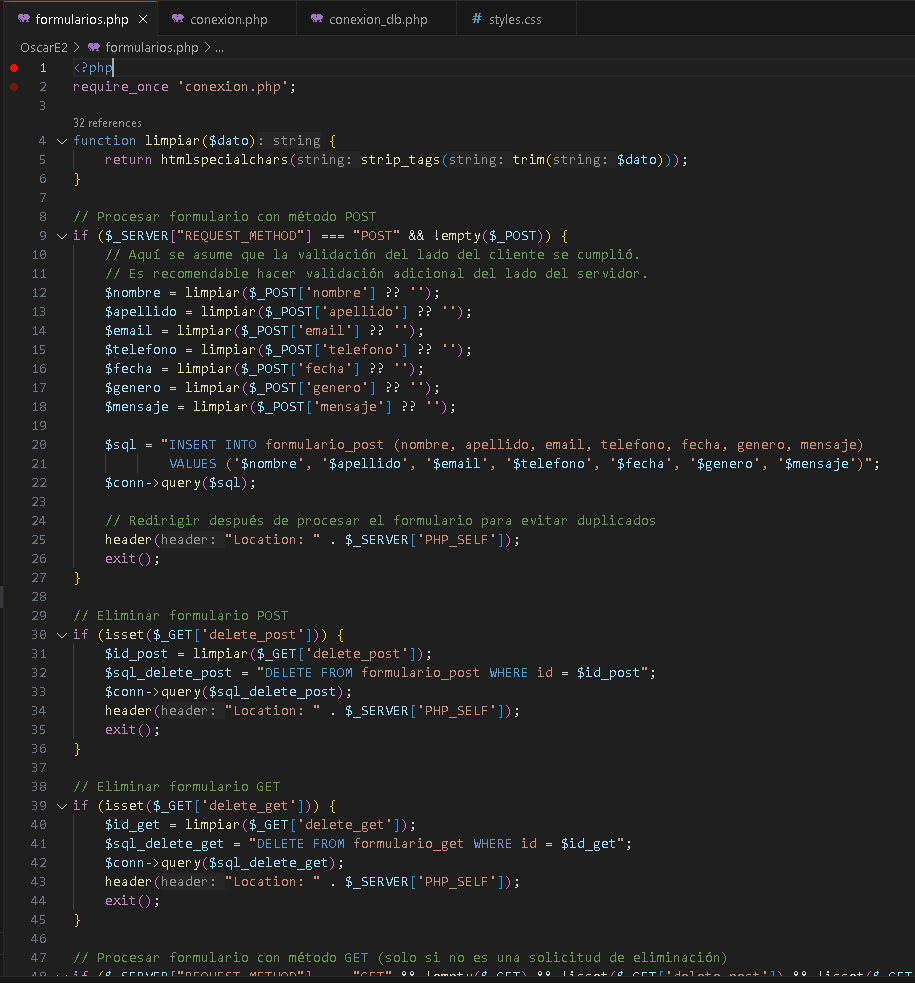 formularios.php × conexion.php conexion_db.php # styles.css
OscarE2 > formularios.php > ...
1 <?php
2 require_once 'conexion.php';
3
32 references
4 function limpiar($dato): string {
5 return htmlspecialchars(string: strip_tags(string: trim(string: $dato)));
6 }
7
8 // Procesar formulario con método POST
9 if ($_SERVER["REQUEST_METHOD"] === "POST" && !empty($_POST)) {
10 // Aquí se asume que la validación del lado del cliente se cumplió.
11 // Es recomendable hacer validación adicional del lado del servidor.
12 $nombre = limpiar($_POST['nombre'] ?? '');
13 $apellido = limpiar($_POST['apellido'] ?? '');
14 $email = limpiar($_POST['email'] ?? '');
15 $telefono = limpiar($_POST['telefono'] ?? '');
16 $fecha = limpiar($_POST['fecha'] ?? '');
17 $genero = limpiar($_POST['genero'] ?? '');
18 $mensaje = limpiar($_POST['mensaje'] ?? '');
19
20 $sql = "INSERT INTO formulario_post (nombre, apellido, email, telefono, fecha, genero, mensaje)
21 VALUES ('$nombre', '$apellido', '$email', '$telefono', '$fecha', '$genero', '$mensaje')";
22 $conn->query($sql);
23
24 // Redirigir después de procesar el formulario para evitar duplicados
25 header(header: "Location: " . $_SERVER['PHP_SELF']);
26 exit();
27 }
28
29 // Eliminar formulario POST
30 if (isset($_GET['delete_post'])) {
31 $id_post = limpiar($_GET['delete_post']);
32 $sql_delete_post = "DELETE FROM formulario_post WHERE id = $id_post";
33 $conn->query($sql_delete_post);
34 header(header: "Location: " . $_SERVER['PHP_SELF']);
35 exit();
36 }
37
38 // Eliminar formulario GET
39 if (isset($_GET['delete_get'])) {
40 $id_get = limpiar($_GET['delete_get']);
41 $sql_delete_get = "DELETE FROM formulario_get WHERE id = $id_get";
42 $conn->query($sql_delete_get);
43 header(header: "Location: " . $_SERVER['PHP_SELF']);
44 exit();
45 }
46
47 // Procesar formulario con método GET (solo si no es una solicitud de eliminación)